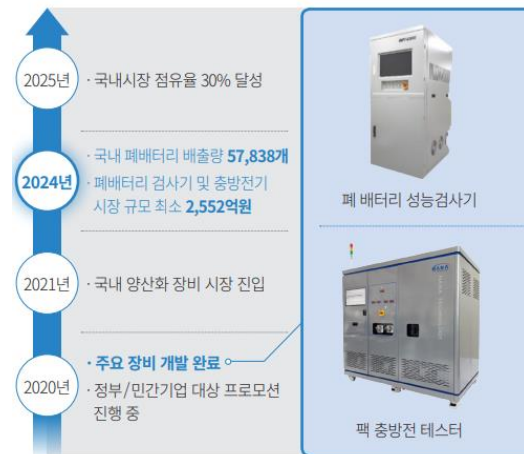 2025년
· 국내시장 점유율 30% 달성
2024년
· 국내 폐배터리 배출량 57,838개
· 폐배터리 검사기 및 충방전기
시장 규모 최소 2,552억원
2021년
· 국내 양산화 장비 시장 진입
2020년
· 주요 장비 개발 완료
· 정부/민간기업 대상 프로모션
진행 중
폐 배터리 성능검사기
팩 충방전 테스터